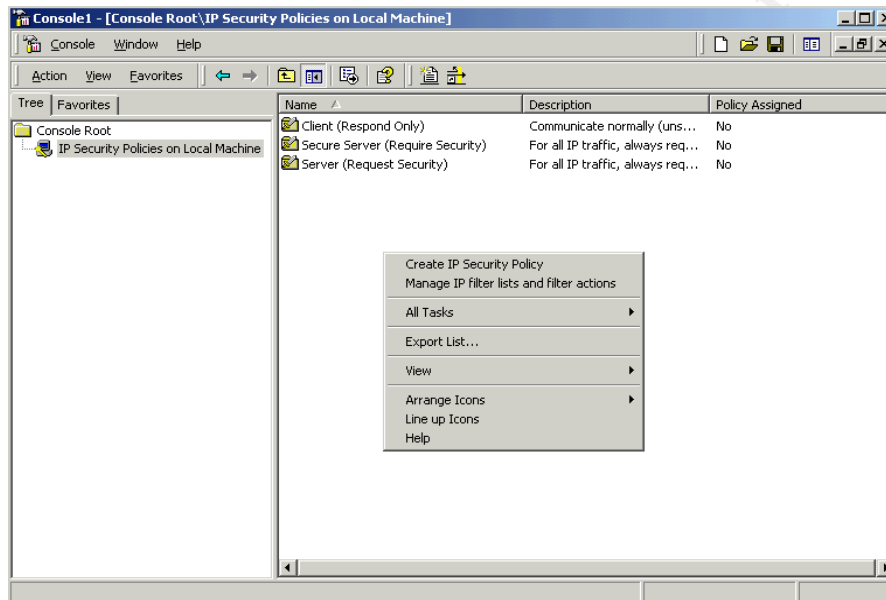 Console1 - [Console Root\IP Security Policies on Local Machine]
Console Window Help
Action View Favorites
Tree Favorites
Console Root
IP Security Policies on Local Machine
Name Description Policy Assigned
Client (Respond Only) Communicate normally (uns... No
Secure Server (Require Security) For all IP traffic, always req... No
Server (Request Security) For all IP traffic, always req... No
Create IP Security Policy
Manage IP filter lists and filter actions
All Tasks
Export List...
View
Arrange Icons
Line up Icons
Help